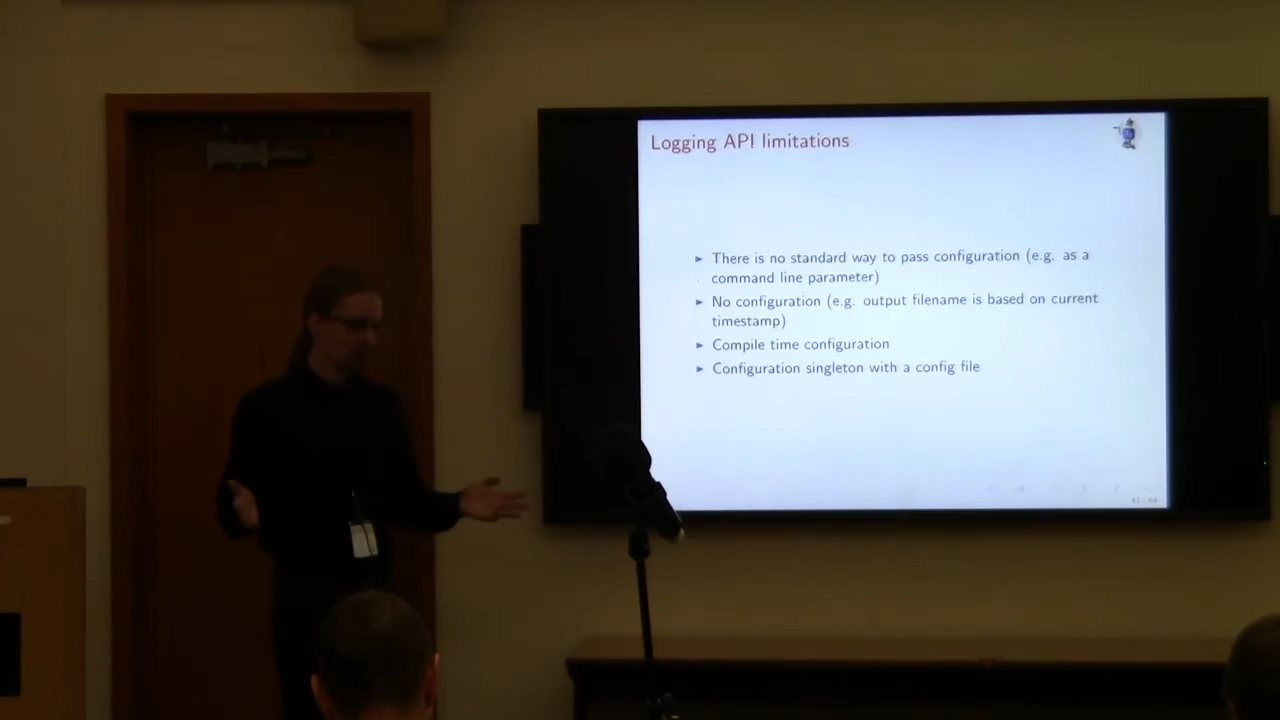 Logging API limitations
► There is no standard way to pass configuration (e.g. as a
command line parameter)
► No configuration (e.g. output filename is based on current
timestamp)
► Compile time configuration
► Configuration singleton with a config file